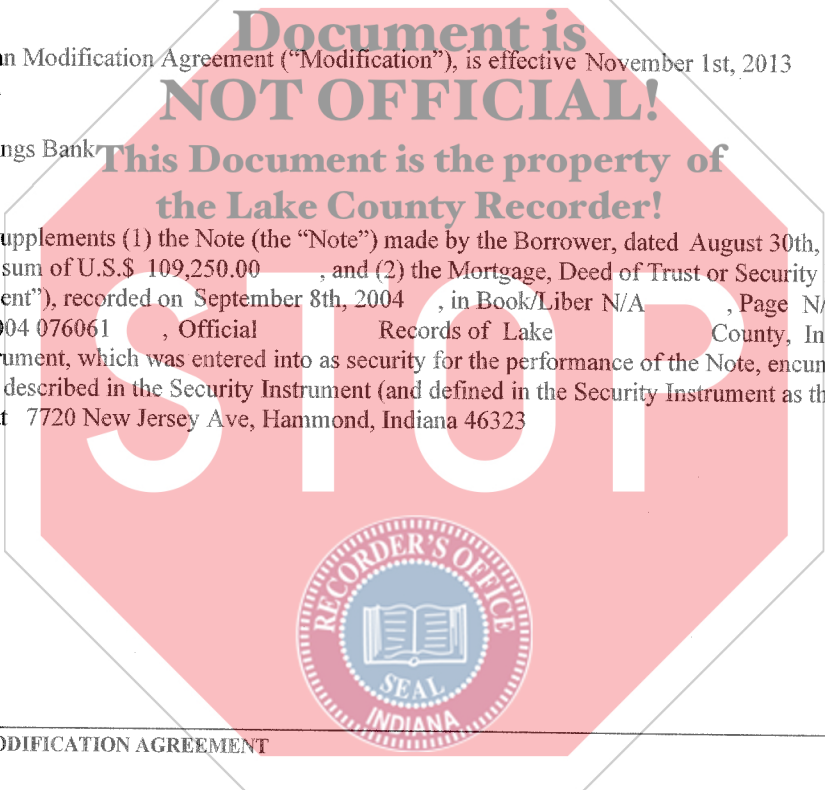 Document is
an Modification Agreement (“Modification”), is effective November 1st, 2013
NOT OFFICIAL!
ngs Bank
This Document is the property of
the Lake County Recorder!
upplements (1) the Note (the “Note”) made by the Borrower, dated August 30th,
sum of U.S.$ 109,250.00 , and (2) the Mortgage, Deed of Trust or Security
ent”), recorded on September 8th, 2004 , in Book/Liber N/A , Page N/
004 076061 , Official Records of Lake County, In
rument, which was entered into as security for the performance of the Note, encum
described in the Security Instrument (and defined in the Security Instrument as th
at 7720 New Jersey Ave, Hammond, Indiana 46323
STOP
RECORDER'S OFFICE
SEAL
INDIANA
ODIFICATION AGREEMENT